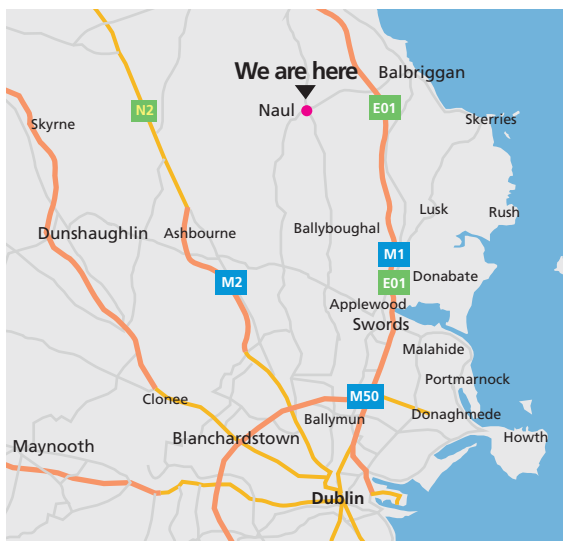 We are here
Balbriggan
N2
Naul
E01
Skyrne
Skerries
Lusk
Rush
Dunshaughlin
Ashbourne
Ballyboughal
M1
M2
E01
Donabate
Applewood
Swords
Malahide
Portmarnock
M50
Clonee
Ballymun
Donaghmede
Maynooth
Blanchardstown
Howth
Dublin